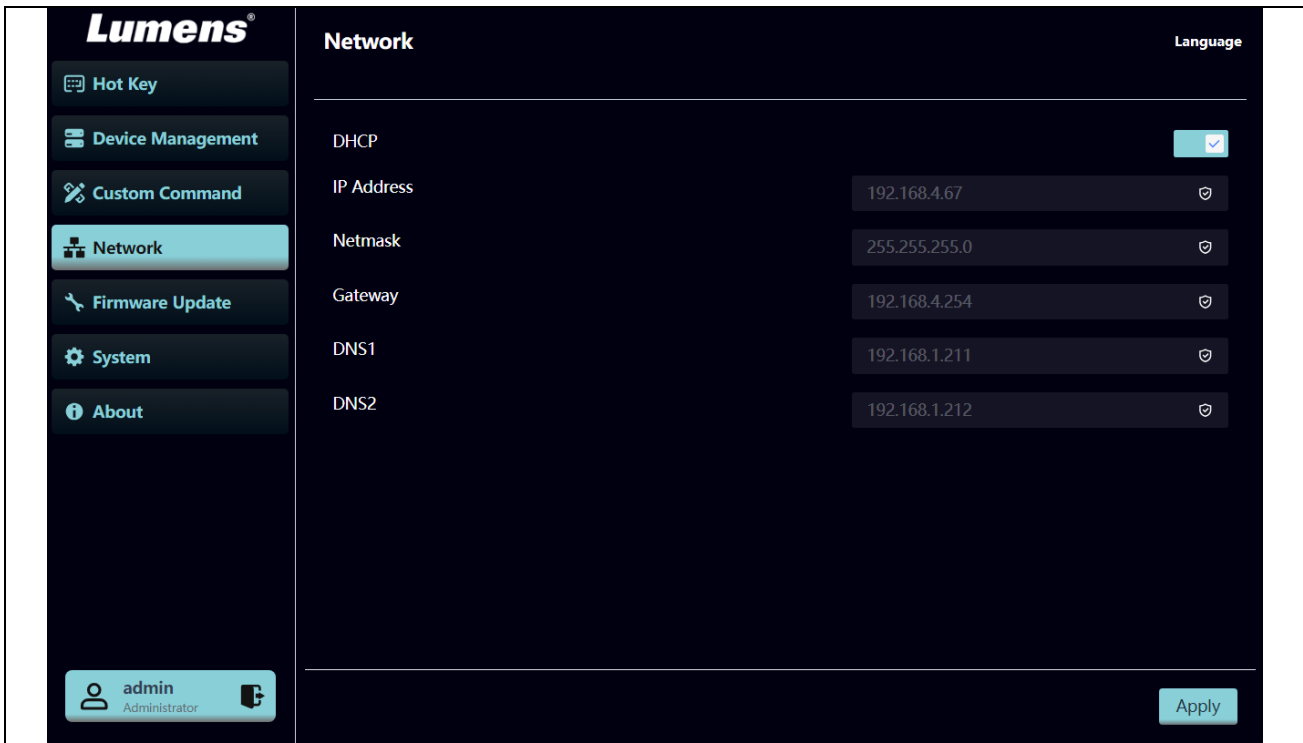 Lumens®
Hot Key
Device Management
Custom Command
Network
Firmware Update
System
About
admin
Administrator
Network
Language
DHCP
IP Address
192.168.4.67
Netmask
255.255.255.0
Gateway
192.168.4.254
DNS1
192.168.1.211
DNS2
192.168.1.212
Apply